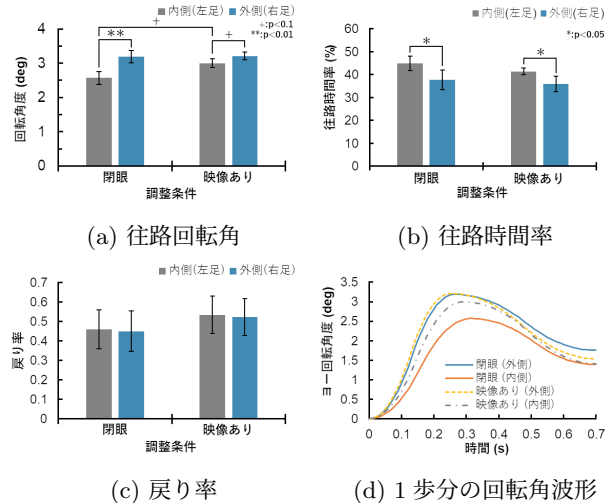 ■ 内側(左足) ■ 外側(右足)
+:p<0.1
**:p<0.01
回転角度 (deg)
4
3
2
1
0
+
**
+
閉眼 映像あり
調整条件
(a) 往路回転角
■ 内側(左足) ■ 外側(右足)
*:p<0.05
往路時間率 (%)
60
50
40
30
20
10
0
*
*
閉眼 映像あり
調整条件
(b) 往路時間率
■ 内側(左足) ■ 外側(右足)
戻り率
0.7
0.6
0.5
0.4
0.3
0.2
0.1
0
閉眼 映像あり
調整条件
(c) 戻り率
ヨー回転角度 (deg)
3.5
3
2.5
2
1.5
1
0.5
0
閉眼 (外側)
閉眼 (内側)
映像あり (外側)
映像あり (内側)
0 0.1 0.2 0.3 0.4 0.5 0.6 0.7
時間 (s)
(d) 1 歩分の回転角波形